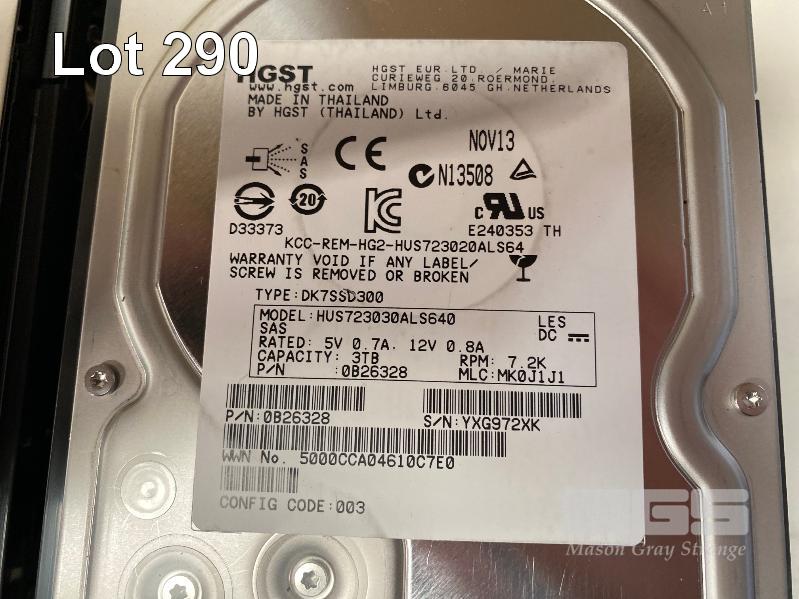 Lot 290
A1
HGST
www.hgst.com
MADE IN THAILAND
BY HGST (THAILAND) Ltd.
HGST EUR.LTD./ MARIE
CURIEWEG 20,ROERMOND,
LIMBURG,6045 GH,NETHERLANDS
NOV13
SAS
CE
N13508
D33373
20
c RU US
E240353 TH
KCC-REM-HG2-HUS723020ALS64
WARRANTY VOID IF ANY LABEL/
SCREW IS REMOVED OR BROKEN
TYPE:DK7SSD300
MODEL:HUS723030ALS640
LES
SAS
DC
RATED: 5V 0.7A, 12V 0.8A
CAPACITY: 3TB
RPM: 7.2K
P/N :0B26328
MLC:MK0J1J1
P/N:0B26328
S/N:YXG972XK
WWN No. 5000CCA04610C7E0
CONFIG CODE:003
MGS
Mason Gray Strange